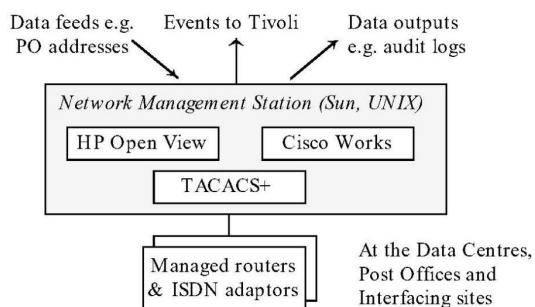 Data feeds e.g.
PO addresses
Events to Tivoli
Data outputs
e.g. audit logs
Network Management Station (Sun, UNIX)
HP Open View
Cisco Works
TACACS+
Managed routers
& ISDN adaptors
At the Data Centres,
Post Offices and
Interfacing sites